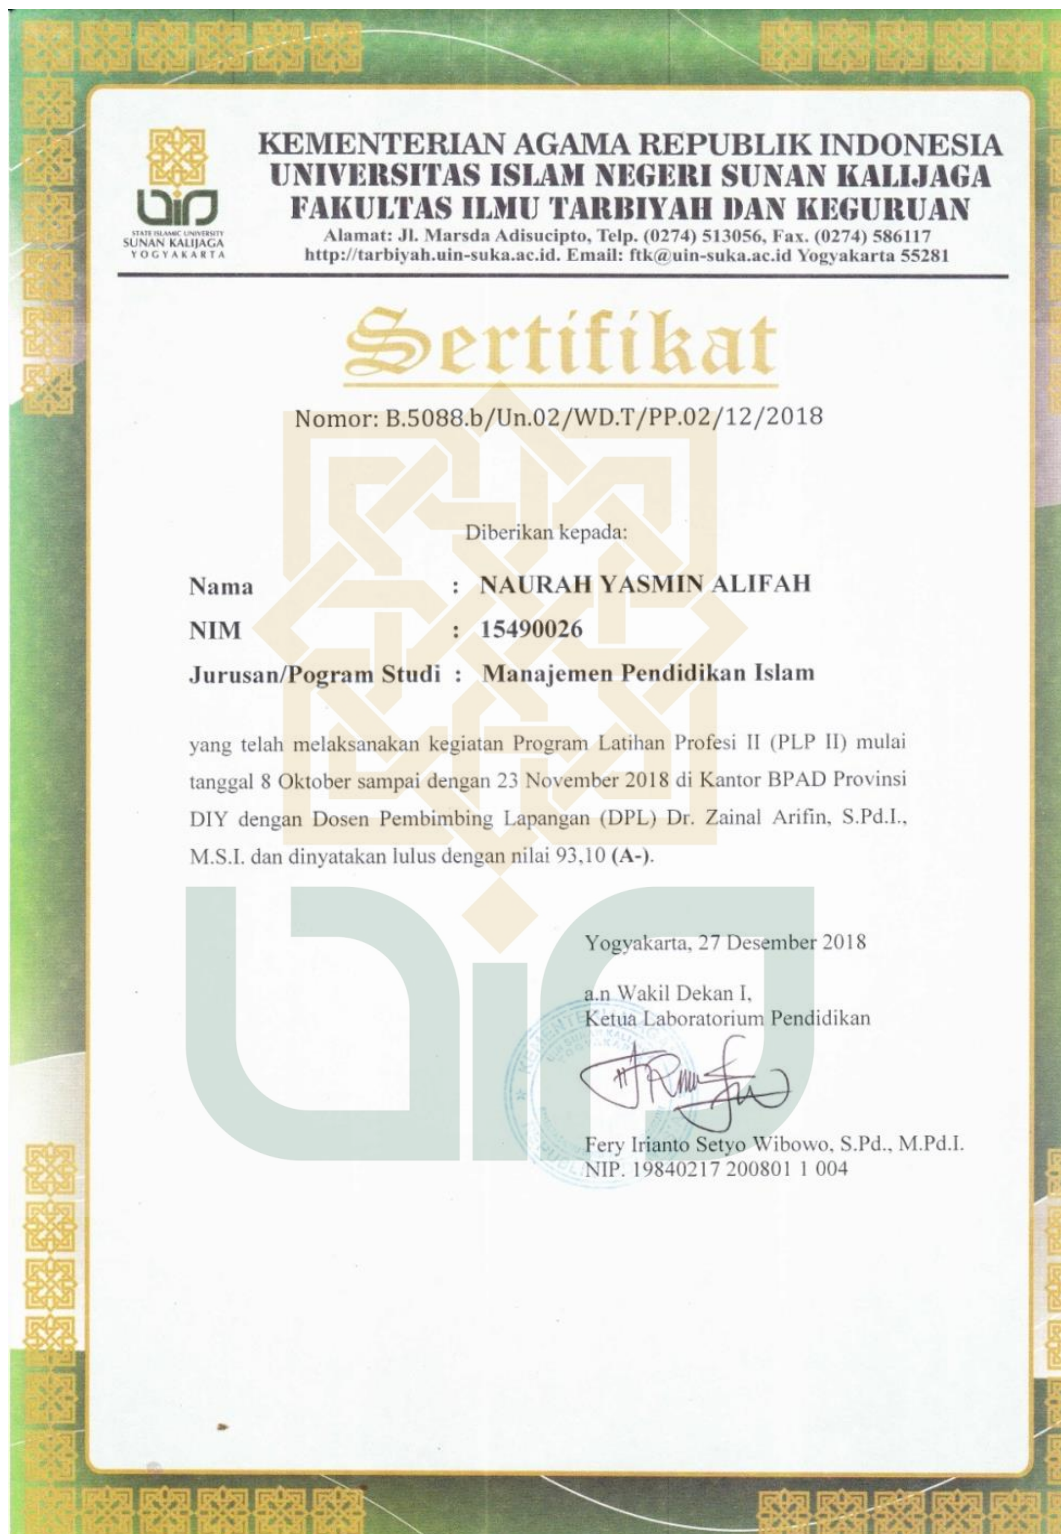 STATE ISLAMIC UNIVERSITY
SUNAN KALIJAGA
YOGYAKARTA
KEMENTERIAN AGAMA REPUBLIK INDONESIA
UNIVERSITAS ISLAM NEGERI SUNAN KALIJAGA
FAKULTAS ILMU TARBIYAH DAN KEGURUAN
Alamat: Jl. Marsda Adisucipto, Telp. (0274) 513056, Fax. (0274) 586117
http://tarbiyah.uin-suka.ac.id. Email: ftk@uin-suka.ac.id Yogyakarta 55281
Sertifikat
Nomor: B.5088.b/Un.02/WD.T/PP.02/12/2018
Diberikan kepada:
Nama : NAURAH YASMIN ALIFAH
NIM : 15490026
Jurusan/Pogram Studi : Manajemen Pendidikan Islam
yang telah melaksanakan kegiatan Program Latihan Profesi II (PLP II) mulai
tanggal 8 Oktober sampai dengan 23 November 2018 di Kantor BPAD Provinsi
DIY dengan Dosen Pembimbing Lapangan (DPL) Dr. Zainal Arifin, S.Pd.I.,
M.S.I. dan dinyatakan lulus dengan nilai 93,10 (A-).
Yogyakarta, 27 Desember 2018
a.n Wakil Dekan I,
Ketua Laboratorium Pendidikan
Fery Irianto Setyo Wibowo, S.Pd., M.Pd.I.
NIP. 19840217 200801 1 004